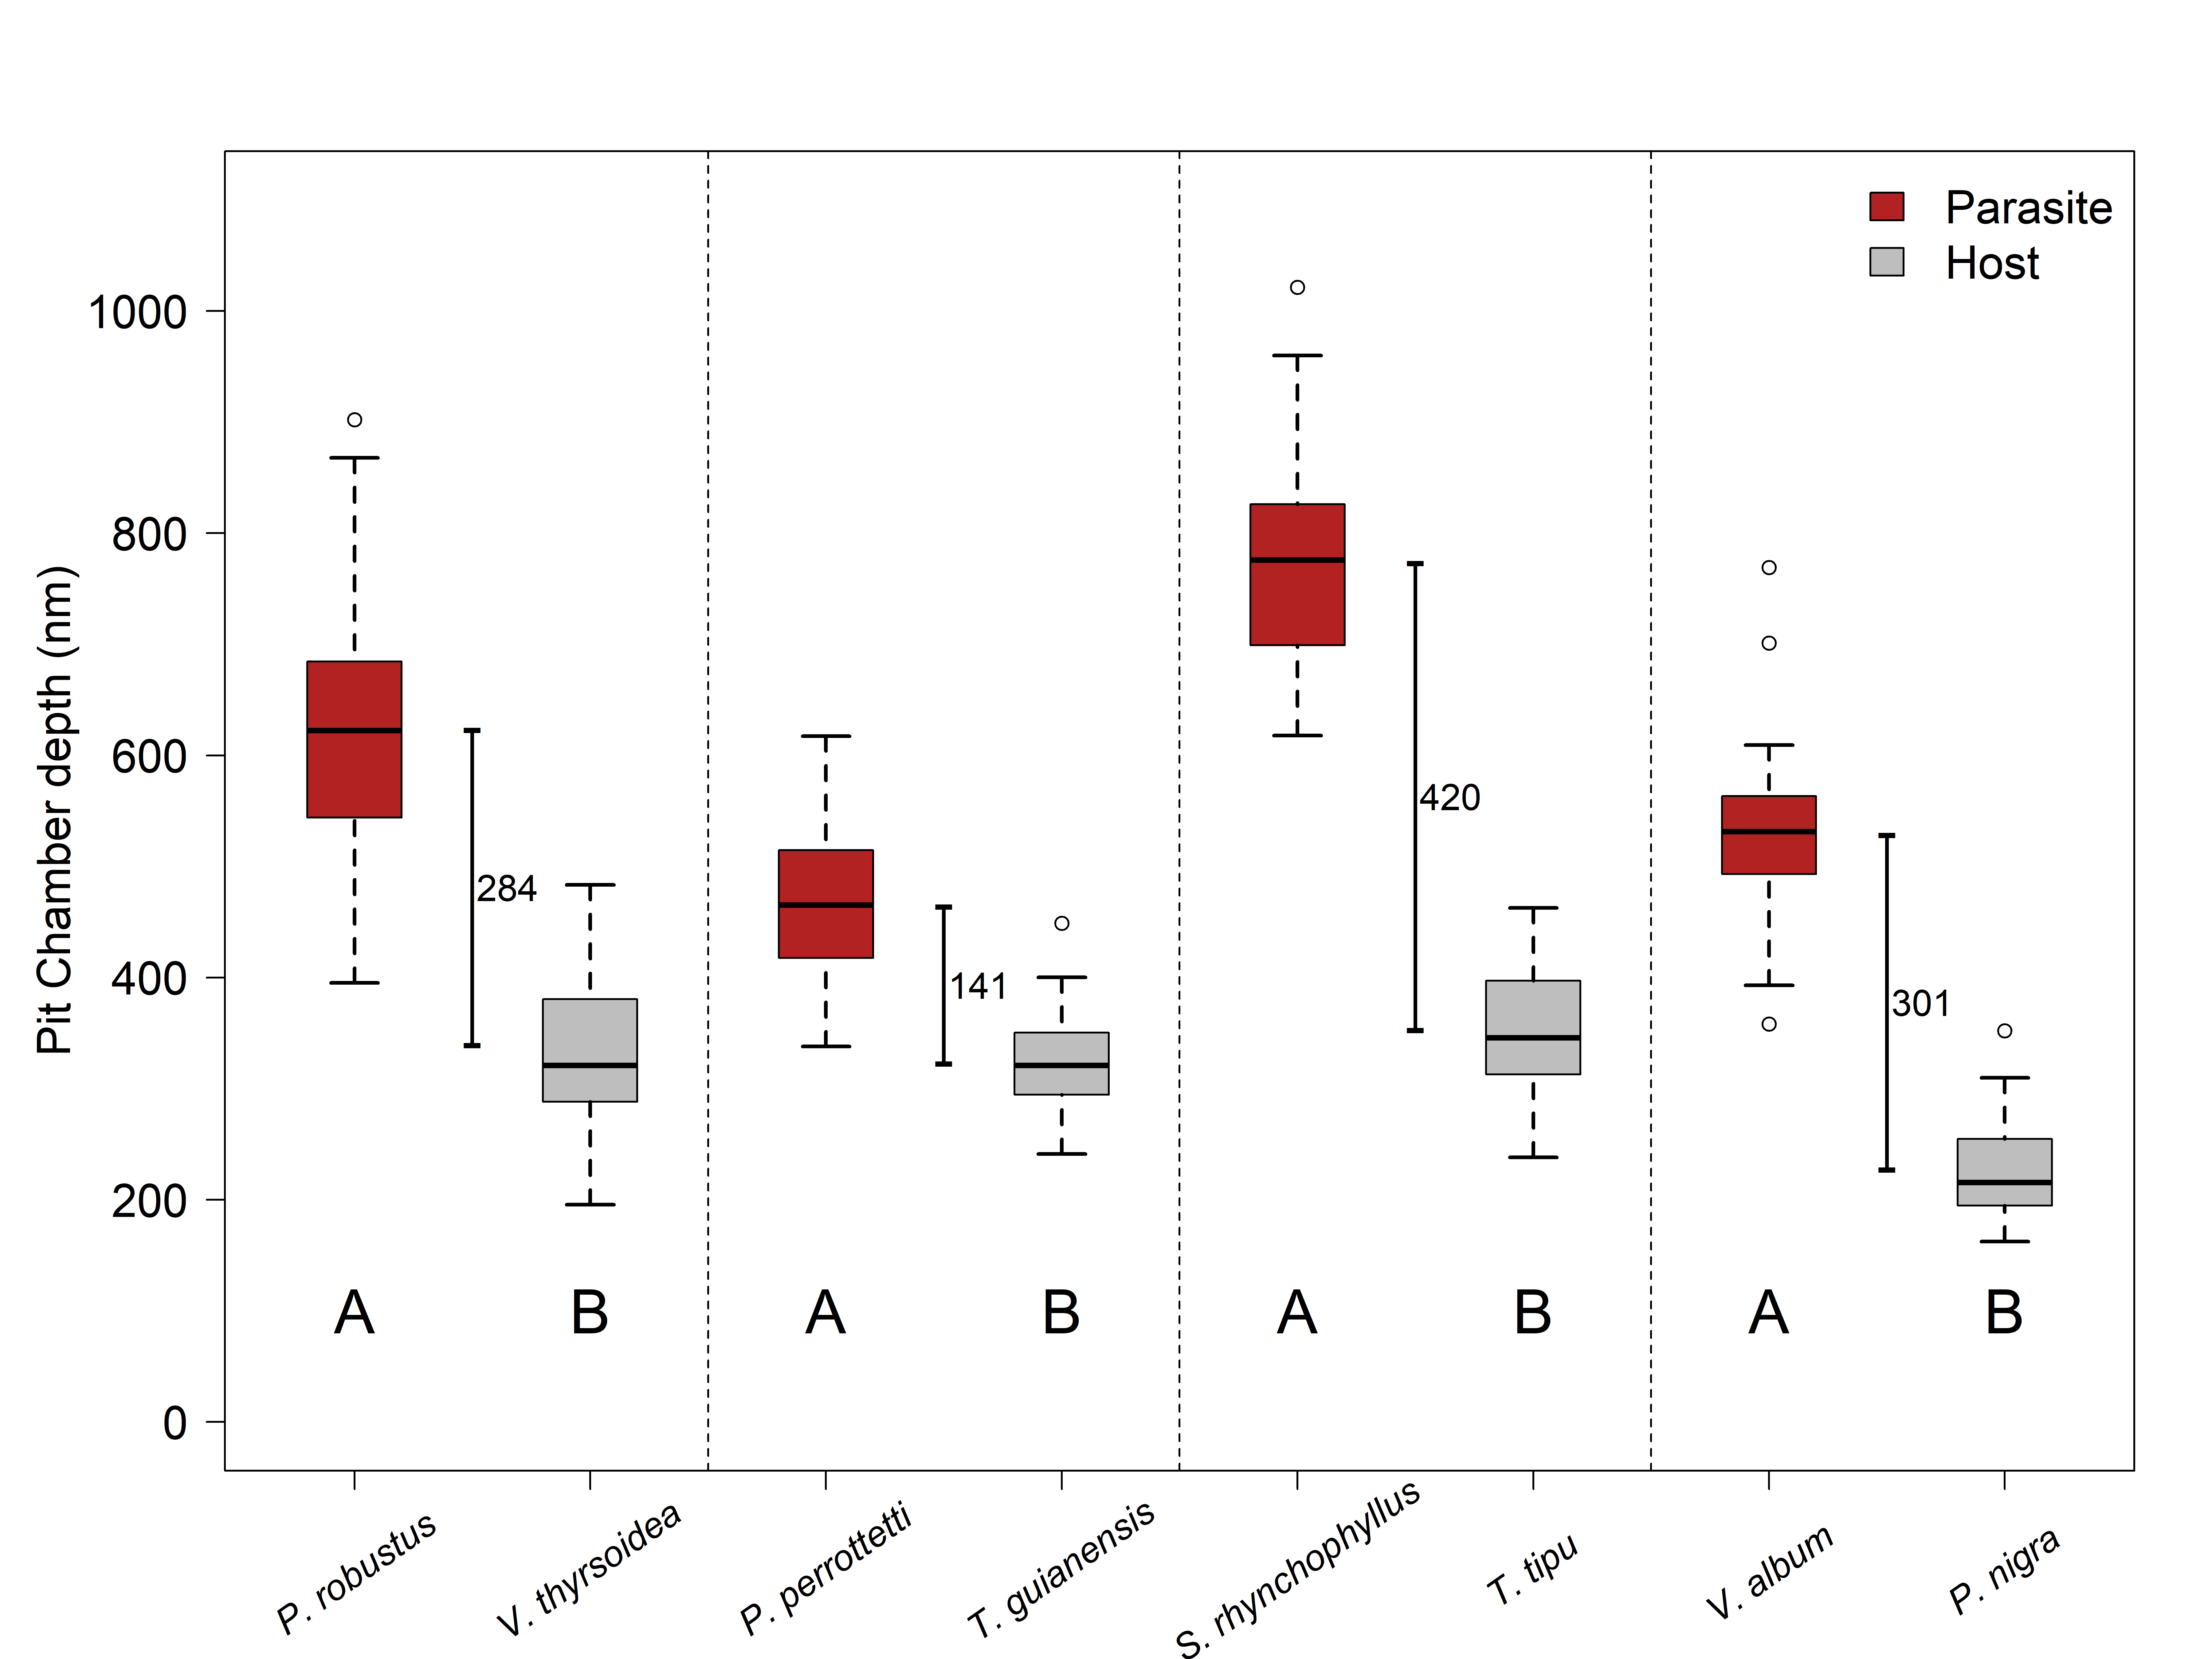 Parasite
Host
Pit Chamber depth (nm)
1000
800
600
400
200
0
284
141
420
301
A B A B A B A B
P. robustus
V. thyrsoidea
P. perrottetti
T. guianensis
S. rhynchophyllus
T. tipu
V. album
P. nigra